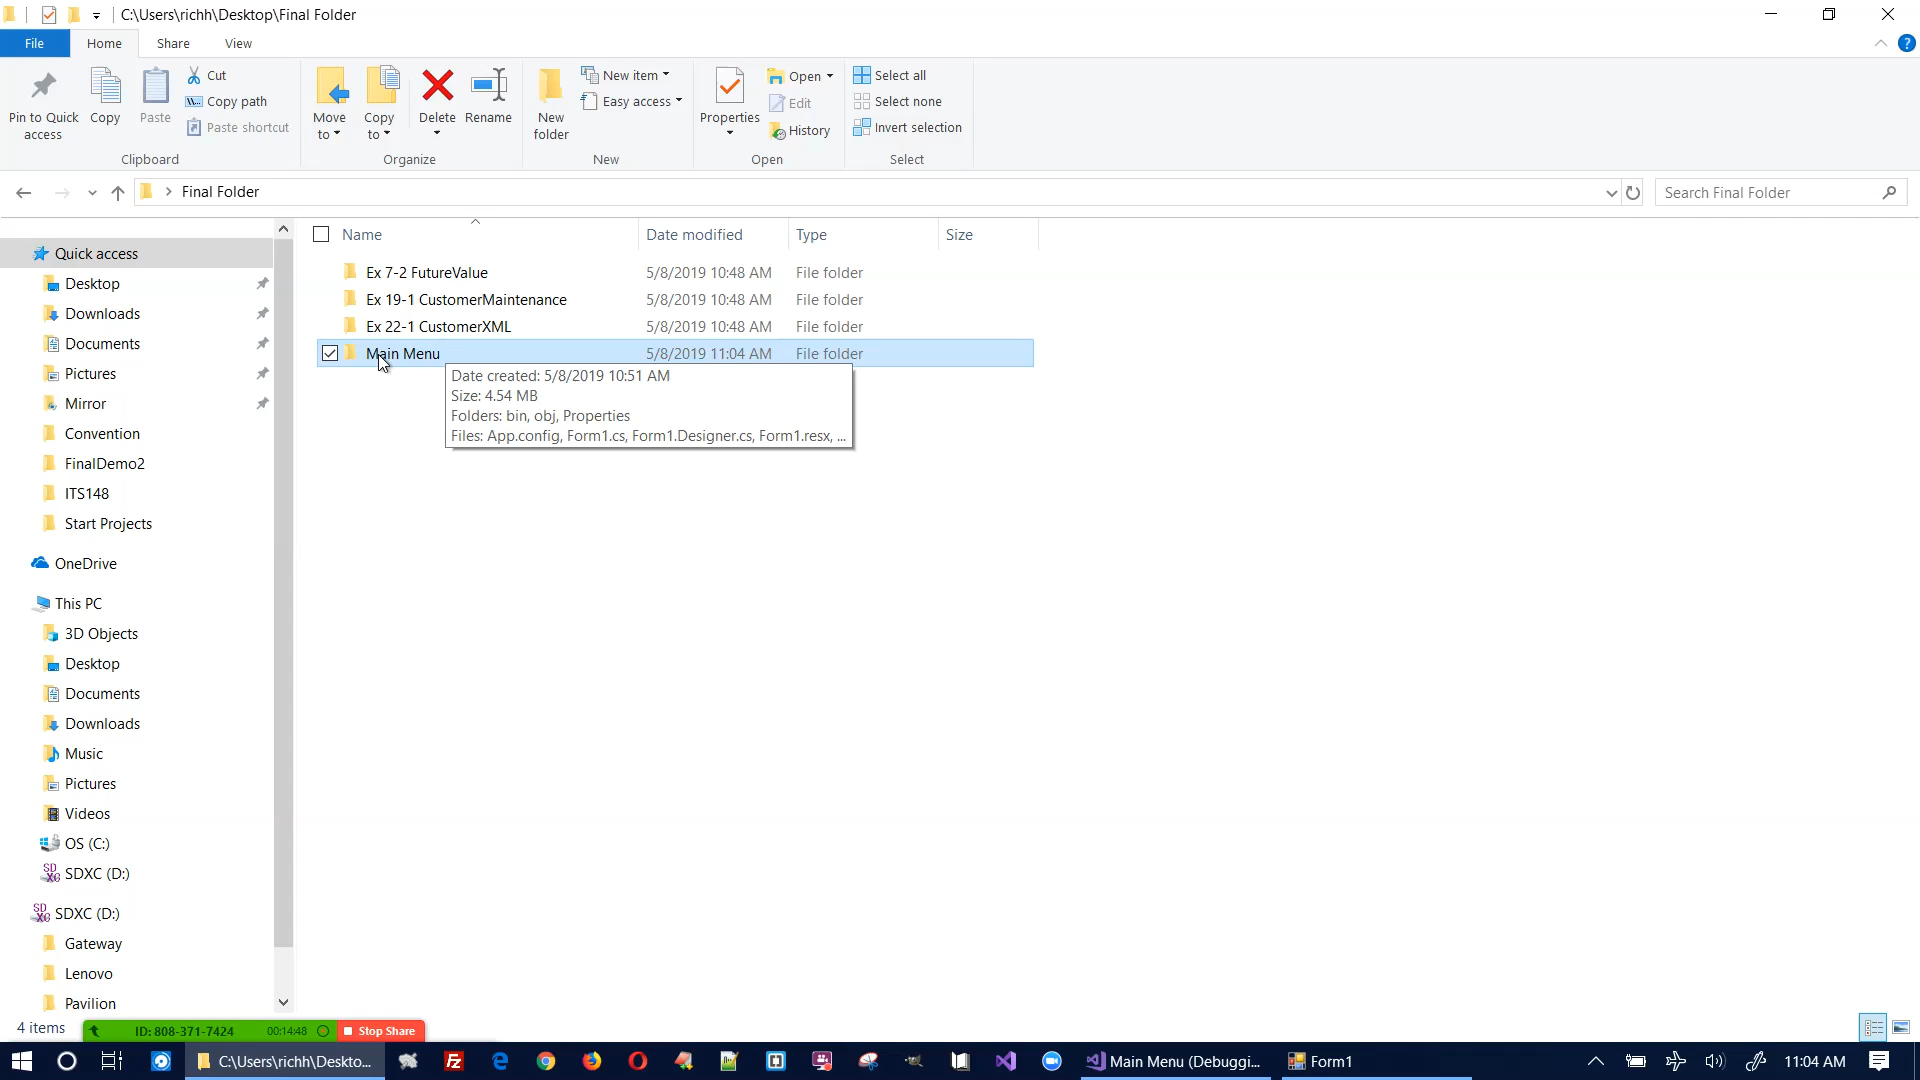 C:\Users\richh\Desktop\Final Folder
File Home Share View
Pin to Quick access
Copy
Paste
Cut
Copy path
Paste shortcut
Clipboard
Move to
Copy to
Delete
Rename
Organize
New folder
New item
Easy access
New
Properties
Open
Edit
History
Open
Select all
Select none
Invert selection
Select
Final Folder
Search Final Folder
Name Date modified Type Size
Ex 7-2 FutureValue 5/8/2019 10:48 AM File folder
Ex 19-1 CustomerMaintenance 5/8/2019 10:48 AM File folder
Ex 22-1 CustomerXML 5/8/2019 10:48 AM File folder
Main Menu 5/8/2019 11:04 AM File folder
Date created: 5/8/2019 10:51 AM
Size: 4.54 MB
Folders: bin, obj, Properties
Files: App.config, Form1.cs, Form1.Designer.cs, Form1.resx, ...
Quick access
Desktop
Downloads
Documents
Pictures
Mirror
Convention
FinalDemo2
ITS148
Start Projects
OneDrive
This PC
3D Objects
Desktop
Documents
Downloads
Music
Pictures
Videos
OS (C:)
SDXC (D:)
SDXC (D:)
Gateway
Lenovo
Pavilion
4 items
ID: 808-371-7424 00:14:48 Stop Share
C:\Users\richh\Deskto... Main Menu (Debuggi... Form1 11:04 AM